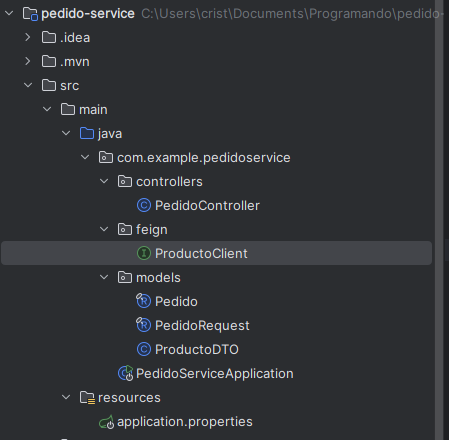 pedido-service C:\Users\crist\Documents\Programando\pedido-
.idea
.mvn
src
main
java
com.example.pedidoservice
controllers
C PedidoController
feign
I ProductoClient
models
R Pedido
R PedidoRequest
C ProductoDTO
C PedidoServiceApplication
resources
application.properties